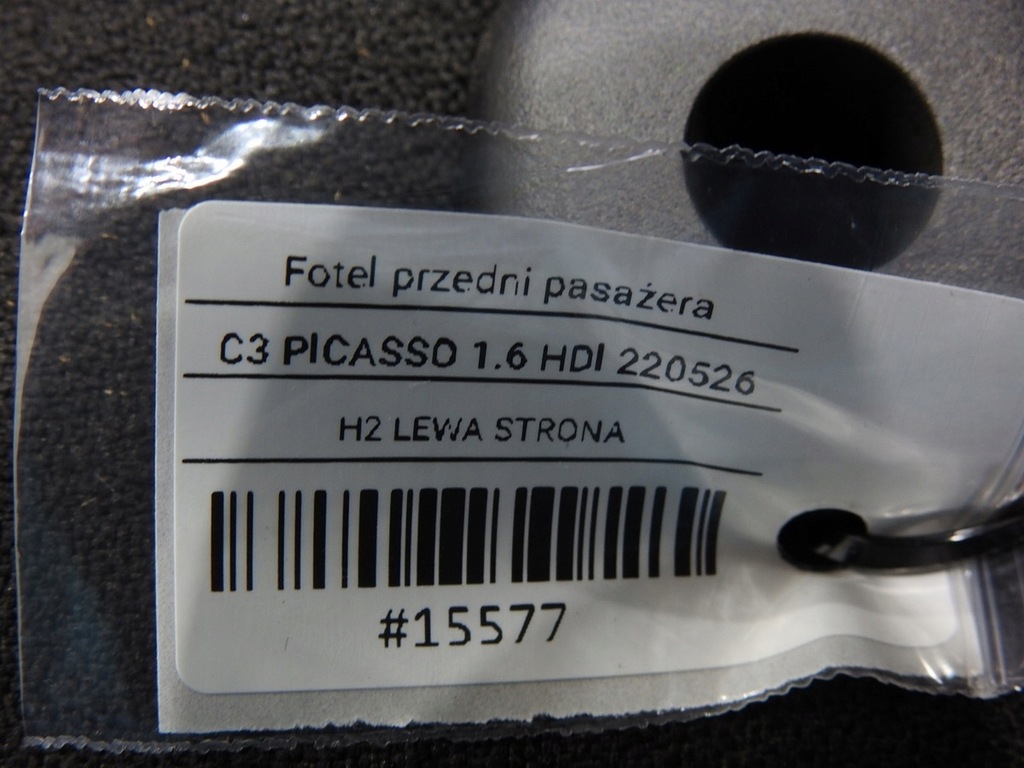 Fotel przedni pasażera
C3 PICASSO 1.6 HDI 220526
H2 LEWA STRONA
#15577